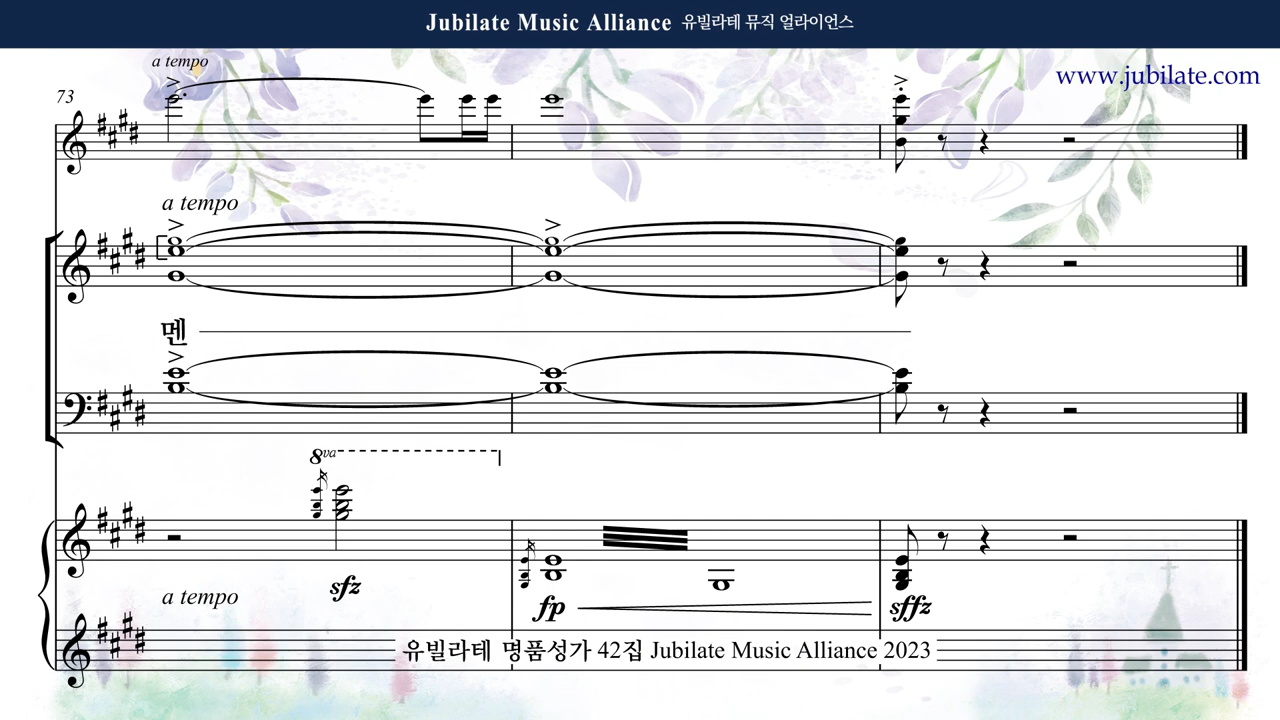 Jubilate Music Alliance 유빌라테 뮤직 얼라이언스
www.jubilate.com
a tempo
73
a tempo
멘
8va
sfz
a tempo
fp
sffz
유빌라테 명품성가 42집 Jubilate Music Alliance 2023